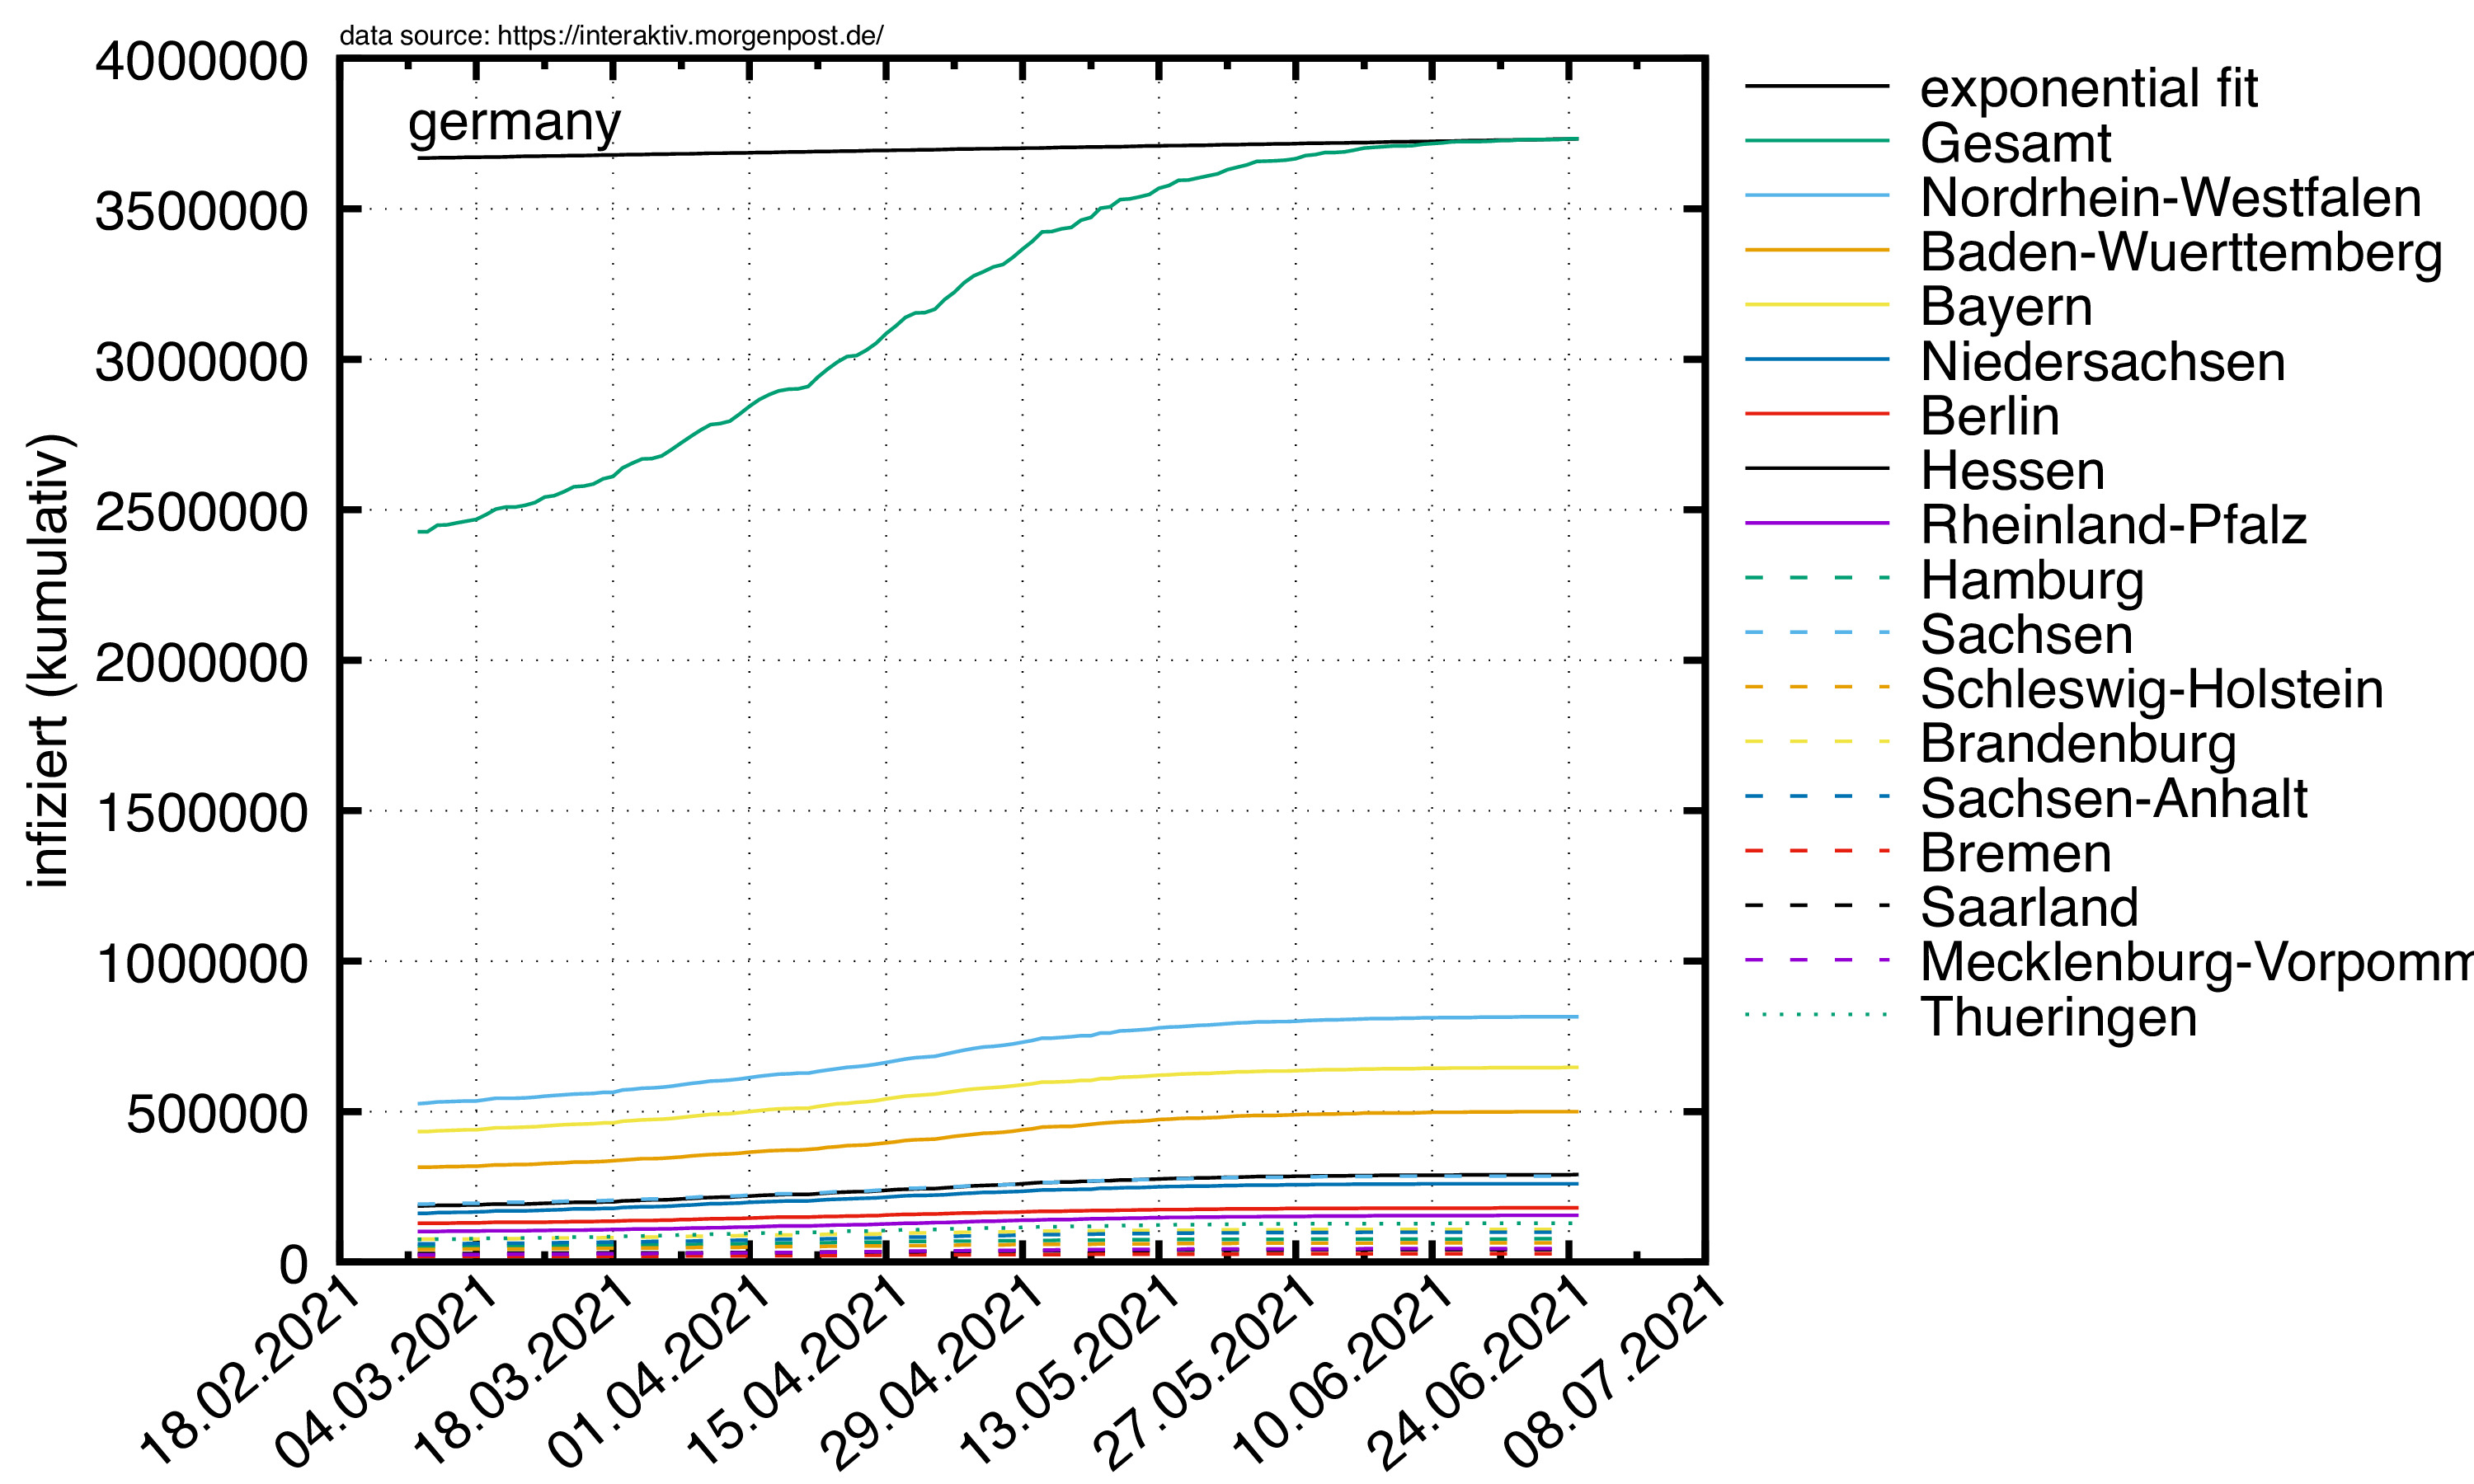 data source: https://interaktiv.morgenpost.de/
germany
infiziert (kumulativ)
4000000
3500000
3000000
2500000
2000000
1500000
1000000
500000
0
18.02.2021
04.03.2021
18.03.2021
01.04.2021
15.04.2021
29.04.2021
13.05.2021
27.05.2021
10.06.2021
24.06.2021
08.07.2021
exponential fit
Gesamt
Nordrhein-Westfalen
Baden-Wuerttemberg
Bayern
Niedersachsen
Berlin
Hessen
Rheinland-Pfalz
Hamburg
Sachsen
Schleswig-Holstein
Brandenburg
Sachsen-Anhalt
Bremen
Saarland
Mecklenburg-Vorpomm
Thueringen